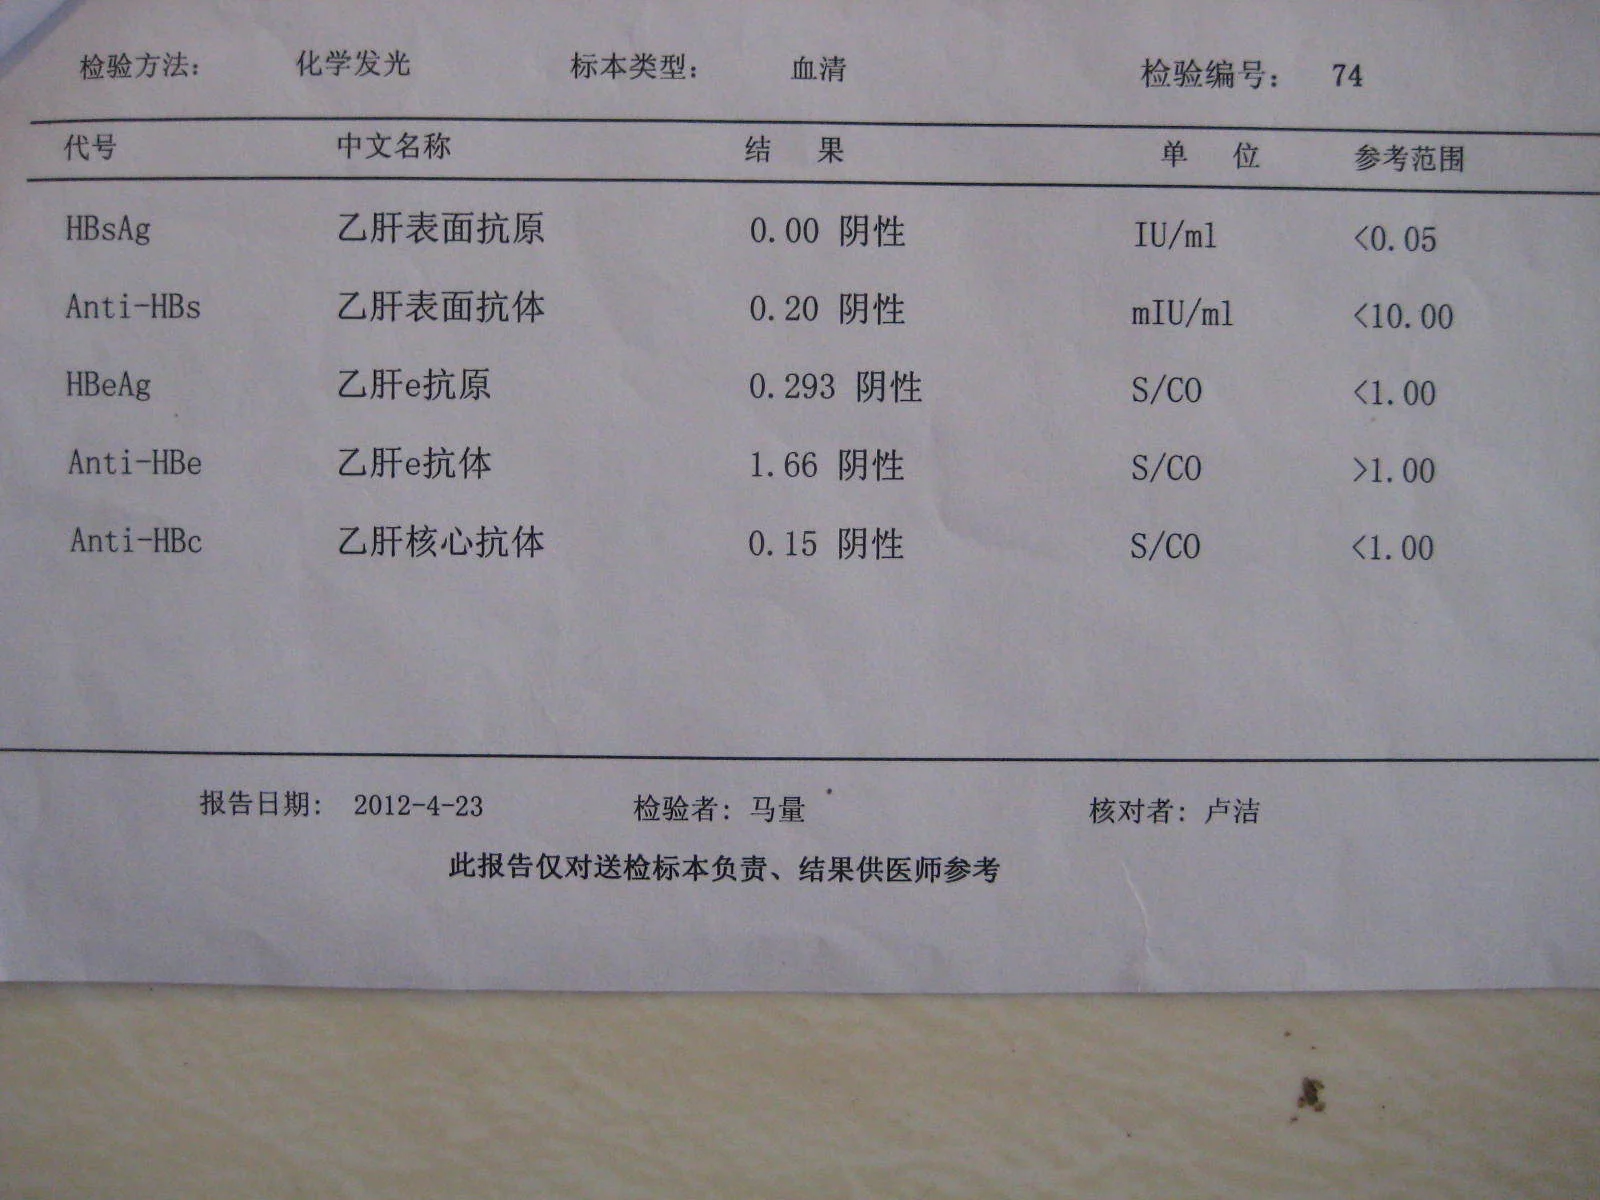 检验方法： 化学发光 标本类型： 血清 检验编号： 74
代号 中文名称 结 果 单 位 参考范围
HBsAg 乙肝表面抗原 0.00 阴性 IU/ml <0.05
Anti-HBs 乙肝表面抗体 0.20 阴性 mIU/ml <10.00
HBeAg 乙肝e抗原 0.293 阴性 S/CO <1.00
Anti-HBe 乙肝e抗体 1.66 阴性 S/CO >1.00
Anti-HBc 乙肝核心抗体 0.15 阴性 S/CO <1.00
报告日期： 2012-4-23 检验者：马量 核对者：卢洁
此报告仅对送检标本负责、结果供医师参考